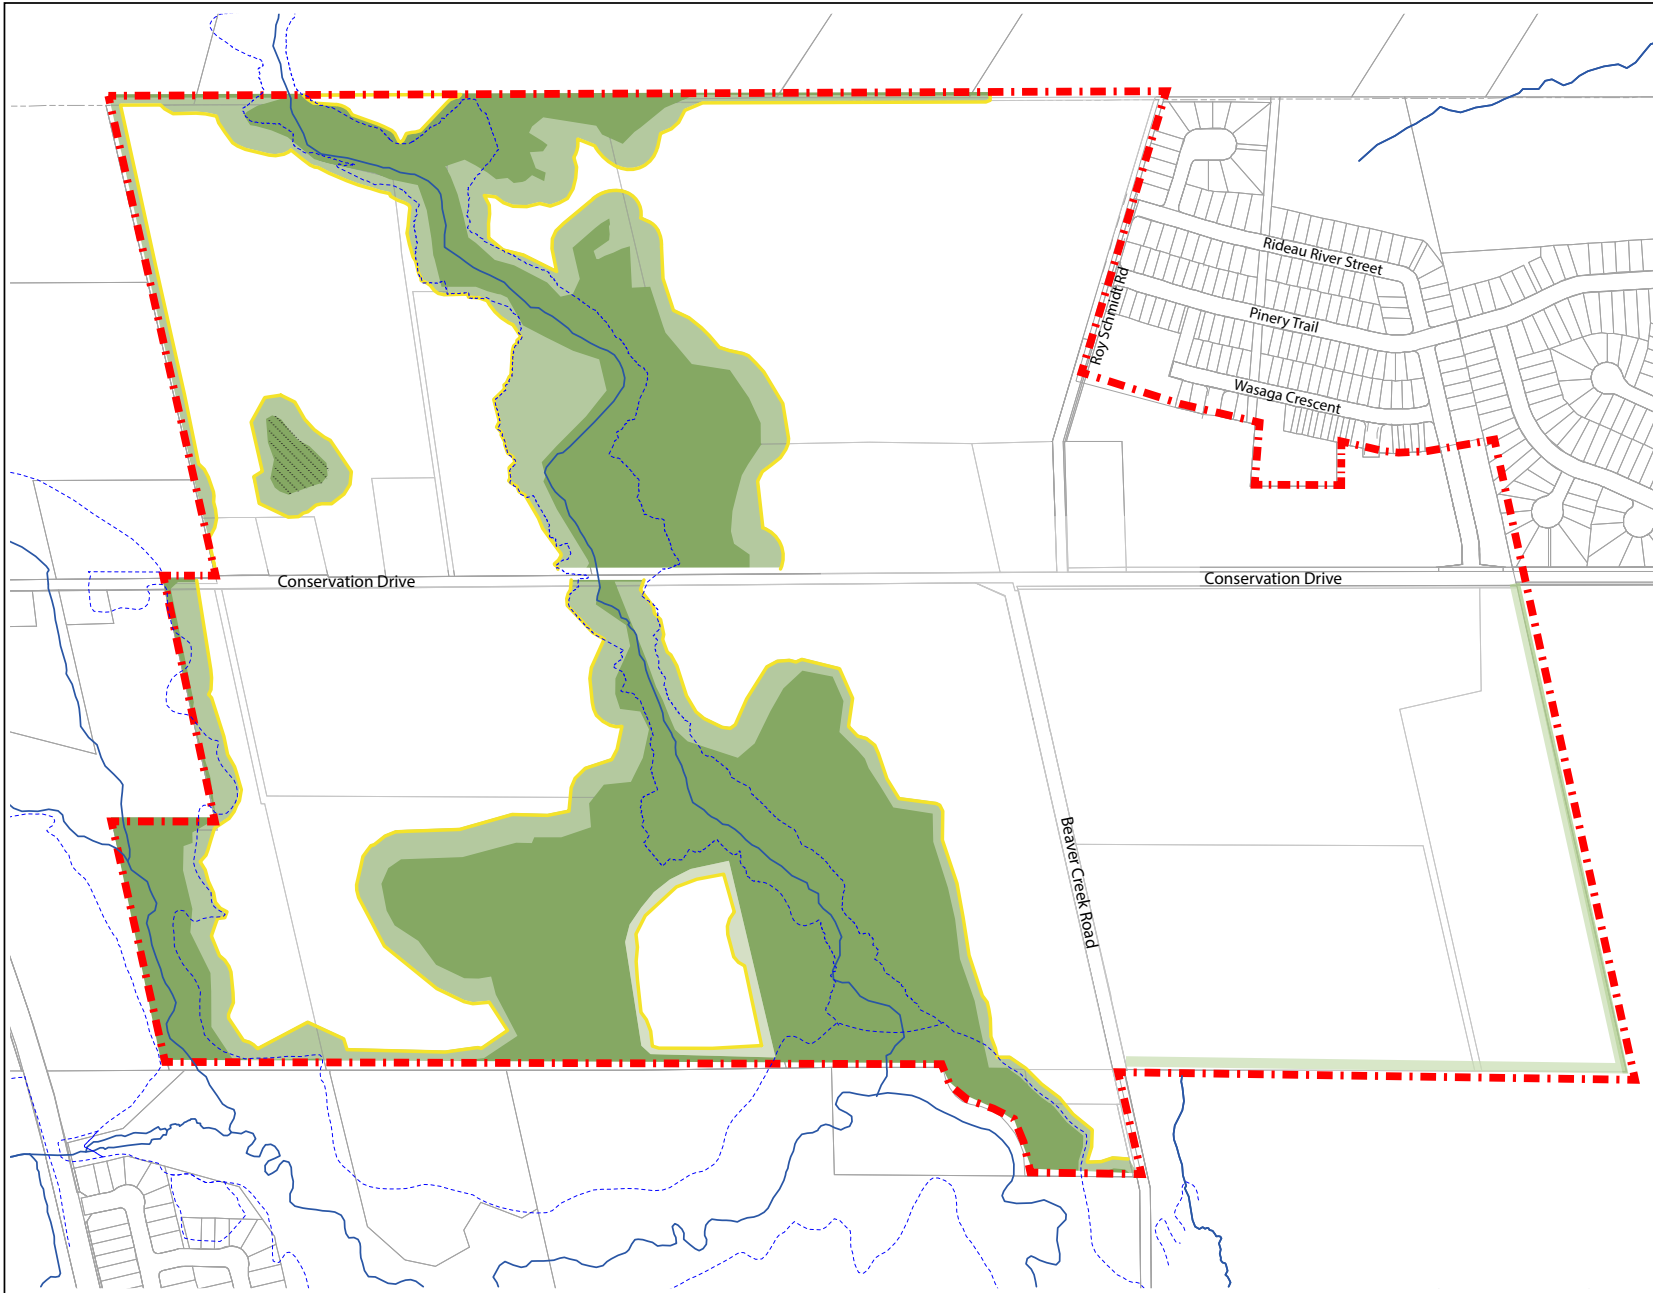 Rideau River Street
Roy Schmidt Rd
Pinery Trail
Wasaga Crescent
Conservation Drive
Conservation Drive
Beaver Creek Road